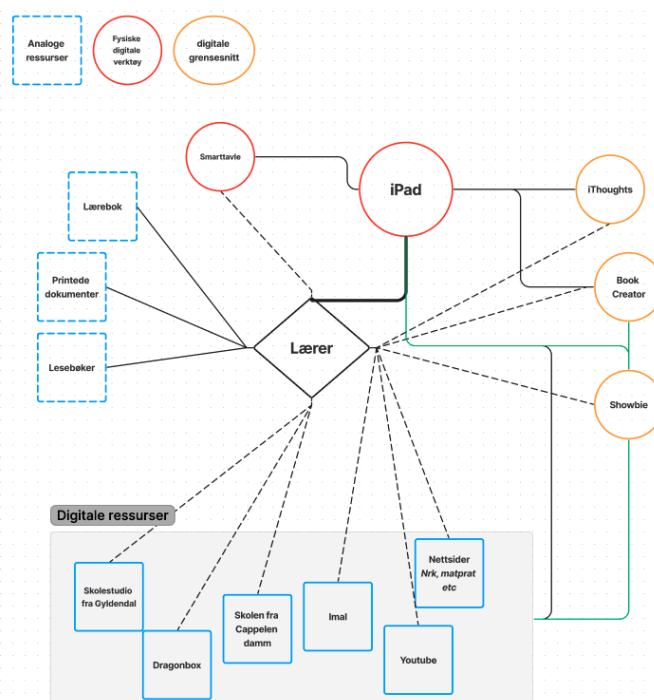 Analoge
ressurser
Fysiske
digitale
verktøy
digitale
grensesnitt
Smarttavle
iPad
iThoughts
Lærebok
Printede
dokumenter
Book
Creator
Lærer
Lesebøker
Showbie
Digitale ressurser
Nettsider
Nrk, matprat
etc
Skolestudio
fra Gyldendal
Skolen fra
Cappelen
damm
Imal
Dragonbox
Youtube